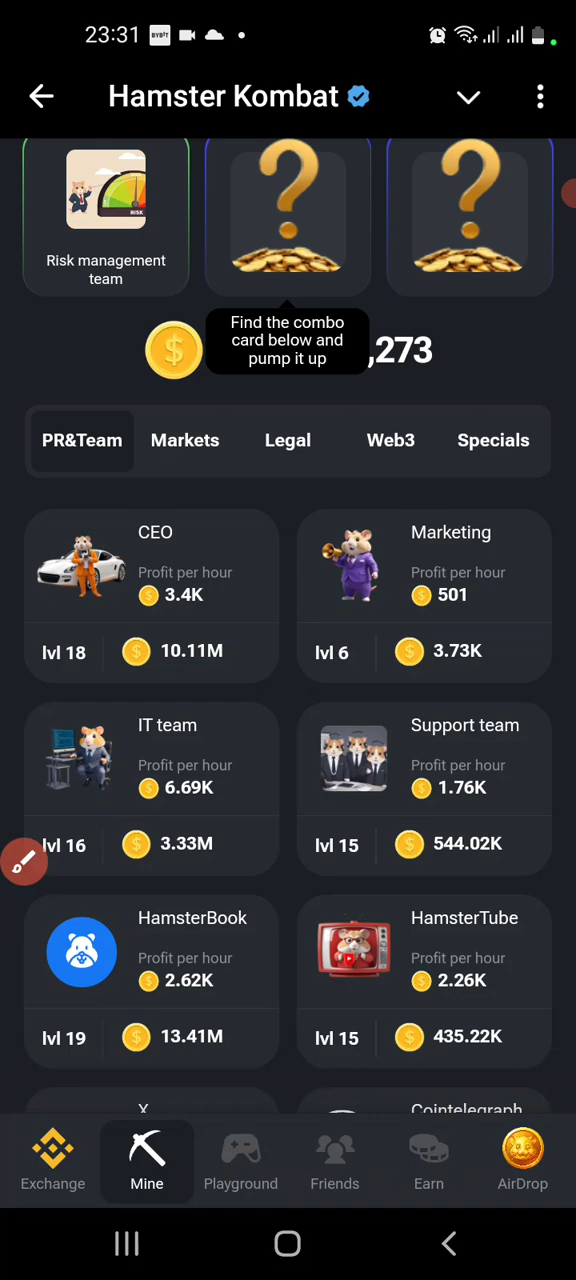 23:31
BYBIT
Hamster Kombat
RISK
Risk management
team
Find the combo
card below and
pump it up
,273
PR&Team Markets Legal Web3 Specials
CEO
Profit per hour
3.4K
lvl 18 10.11M
Marketing
Profit per hour
501
lvl 6 3.73K
IT team
Profit per hour
6.69K
lvl 16 3.33M
Support team
Profit per hour
1.76K
lvl 15 544.02K
HamsterBook
Profit per hour
2.62K
lvl 19 13.41M
HamsterTube
Profit per hour
2.26K
lvl 15 435.22K
X
Cointelegraph
Exchange Mine Playground Friends Earn AirDrop